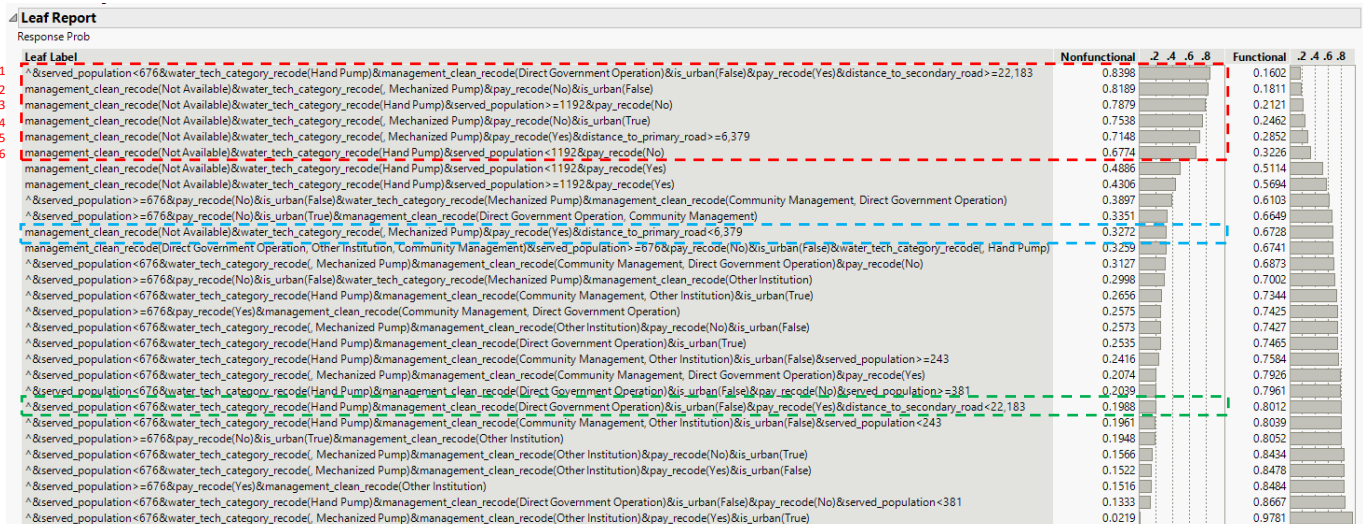 Leaf Report
Response Prob
Leaf Label Nonfunctional .2 .4 .6 .8 Functional .2 .4 .6 .8
1 ^&served_population<676&water_tech_category_recode(Hand Pump)&management_clean_recode(Direct Government Operation)&is_urban(False)&pay_recode(Yes)&distance_to_secondary_road>=22,183 0.8398 0.1602
2 management_clean_recode(Not Available)&water_tech_category_recode(, Mechanized Pump)&pay_recode(No)&is_urban(False) 0.8189 0.1811
3 management_clean_recode(Not Available)&water_tech_category_recode(Hand Pump)&served_population>=1192&pay_recode(No) 0.7879 0.2121
4 management_clean_recode(Not Available)&water_tech_category_recode(, Mechanized Pump)&pay_recode(No)&is_urban(True) 0.7538 0.2462
5 management_clean_recode(Not Available)&water_tech_category_recode(, Mechanized Pump)&pay_recode(Yes)&distance_to_primary_road>=6,379 0.7148 0.2852
6 management_clean_recode(Not Available)&water_tech_category_recode(Hand Pump)&served_population<1192&pay_recode(No) 0.6774 0.3226
management_clean_recode(Not Available)&water_tech_category_recode(Hand Pump)&served_population<1192&pay_recode(Yes) 0.4886 0.5114
management_clean_recode(Not Available)&water_tech_category_recode(Hand Pump)&served_population>=1192&pay_recode(Yes) 0.4306 0.5694
^&served_population>=676&pay_recode(No)&is_urban(False)&water_tech_category_recode(Mechanized Pump)&management_clean_recode(Community Management, Direct Government Operation) 0.3897 0.6103
^&served_population>=676&pay_recode(No)&is_urban(True)&management_clean_recode(Direct Government Operation, Community Management) 0.3351 0.6649
management_clean_recode(Not Available)&water_tech_category_recode(, Mechanized Pump)&pay_recode(Yes)&distance_to_primary_road<6,379 0.3272 0.6728
management_clean_recode(Direct Government Operation, Other Institution, Community Management)&served_population>=676&pay_recode(No)&is_urban(False)&water_tech_category_recode(, Hand Pump) 0.3259 0.6741
^&served_population<676&water_tech_category_recode(, Mechanized Pump)&management_clean_recode(Community Management, Direct Government Operation)&pay_recode(No) 0.3127 0.6873
^&served_population>=676&pay_recode(No)&is_urban(False)&water_tech_category_recode(Mechanized Pump)&management_clean_recode(Other Institution) 0.2998 0.7002
^&served_population<676&water_tech_category_recode(Hand Pump)&management_clean_recode(Community Management, Other Institution)&is_urban(True) 0.2656 0.7344
^&served_population>=676&pay_recode(Yes)&management_clean_recode(Community Management, Direct Government Operation) 0.2575 0.7425
^&served_population<676&water_tech_category_recode(, Mechanized Pump)&management_clean_recode(Other Institution)&pay_recode(No)&is_urban(False) 0.2573 0.7427
^&served_population<676&water_tech_category_recode(Hand Pump)&management_clean_recode(Direct Government Operation)&is_urban(True) 0.2535 0.7465
^&served_population<676&water_tech_category_recode(Hand Pump)&management_clean_recode(Community Management, Other Institution)&is_urban(False)&served_population>=243 0.2416 0.7584
^&served_population<676&water_tech_category_recode(, Mechanized Pump)&management_clean_recode(Community Management, Direct Government Operation)&pay_recode(Yes) 0.2074 0.7926
^&served_population<676&water_tech_category_recode(Hand Pump)&management_clean_recode(Direct Government Operation)&is_urban(False)&pay_recode(No)&served_population>=381 0.2039 0.7961
^&served_population<676&water_tech_category_recode(Hand Pump)&management_clean_recode(Direct Government Operation)&is_urban(False)&pay_recode(Yes)&distance_to_secondary_road<22,183 0.1988 0.8012
^&served_population<676&water_tech_category_recode(Hand Pump)&management_clean_recode(Community Management, Other Institution)&is_urban(False)&served_population<243 0.1961 0.8039
^&served_population>=676&pay_recode(No)&is_urban(True)&management_clean_recode(Other Institution) 0.1948 0.8052
^&served_population<676&water_tech_category_recode(, Mechanized Pump)&management_clean_recode(Other Institution)&pay_recode(No)&is_urban(True) 0.1566 0.8434
^&served_population<676&water_tech_category_recode(, Mechanized Pump)&management_clean_recode(Other Institution)&pay_recode(Yes)&is_urban(False) 0.1522 0.8478
^&served_population>=676&pay_recode(Yes)&management_clean_recode(Other Institution) 0.1516 0.8484
^&served_population<676&water_tech_category_recode(Hand Pump)&management_clean_recode(Direct Government Operation)&is_urban(False)&pay_recode(No)&served_population<381 0.1333 0.8667
^&served_population<676&water_tech_category_recode(, Mechanized Pump)&management_clean_recode(Other Institution)&pay_recode(Yes)&is_urban(True) 0.0219 0.9781